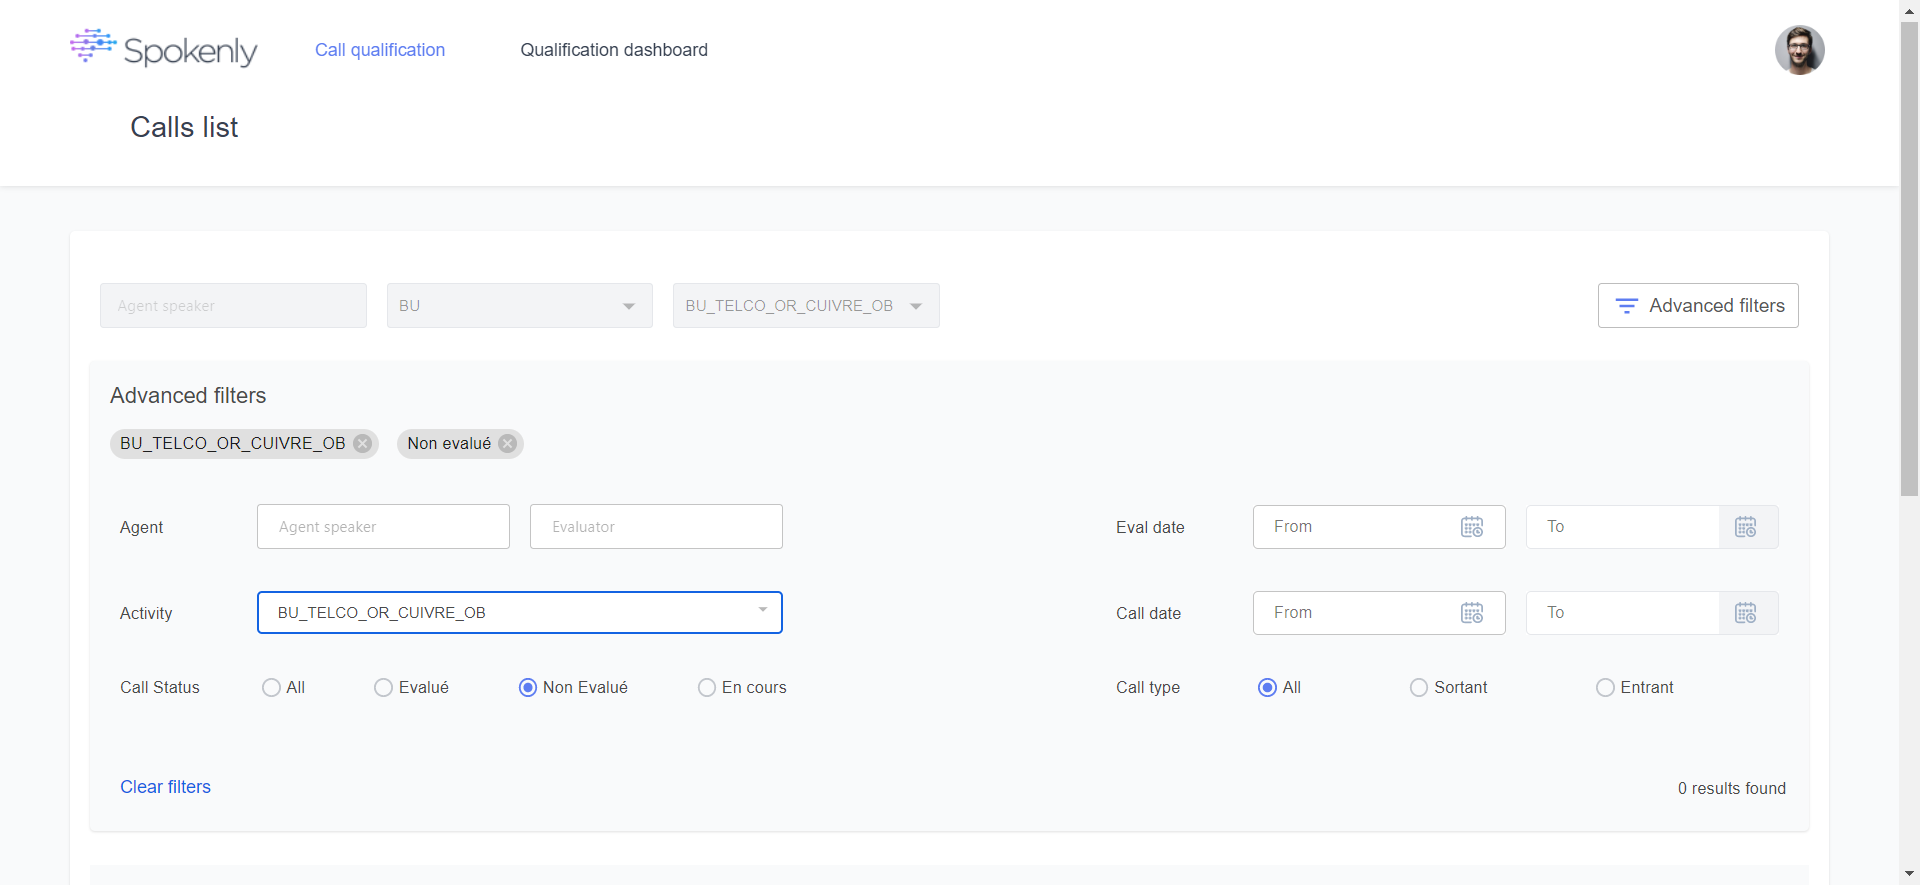 Spokenly
Call qualification
Qualification dashboard
Calls list
Agent speaker
BU
BU_TELCO_OR_CUIVRE_OB
Advanced filters
Advanced filters
BU_TELCO_OR_CUIVRE_OB
Non evalué
Agent
Agent speaker
Evaluator
Eval date
From
To
Activity
BU_TELCO_OR_CUIVRE_OB
Call date
From
To
Call Status
All
Evalué
Non Evalué
En cours
Call type
All
Sortant
Entrant
Clear filters
0 results found